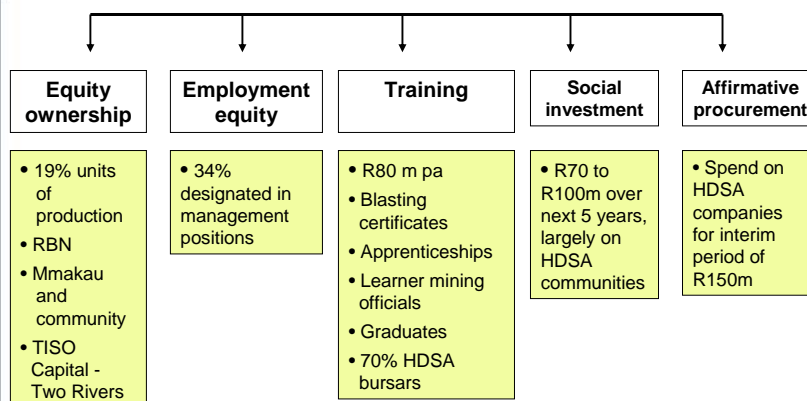 Equity
ownership
• 19% units
of
production
• RBN
• Mmakau
and
community
• TISO
Capital -
Two Rivers
Employment
equity
• 34%
designated in
management
positions
Training
• R80 m pa
• Blasting
certificates
• Apprenticeships
• Learner mining
officials
• Graduates
• 70% HDSA
bursars
Social
investment
• R70 to
R100m over
next 5 years,
largely on
HDSA
communities
Affirmative
procurement
• Spend on
HDSA
companies
for interim
period of
R150m